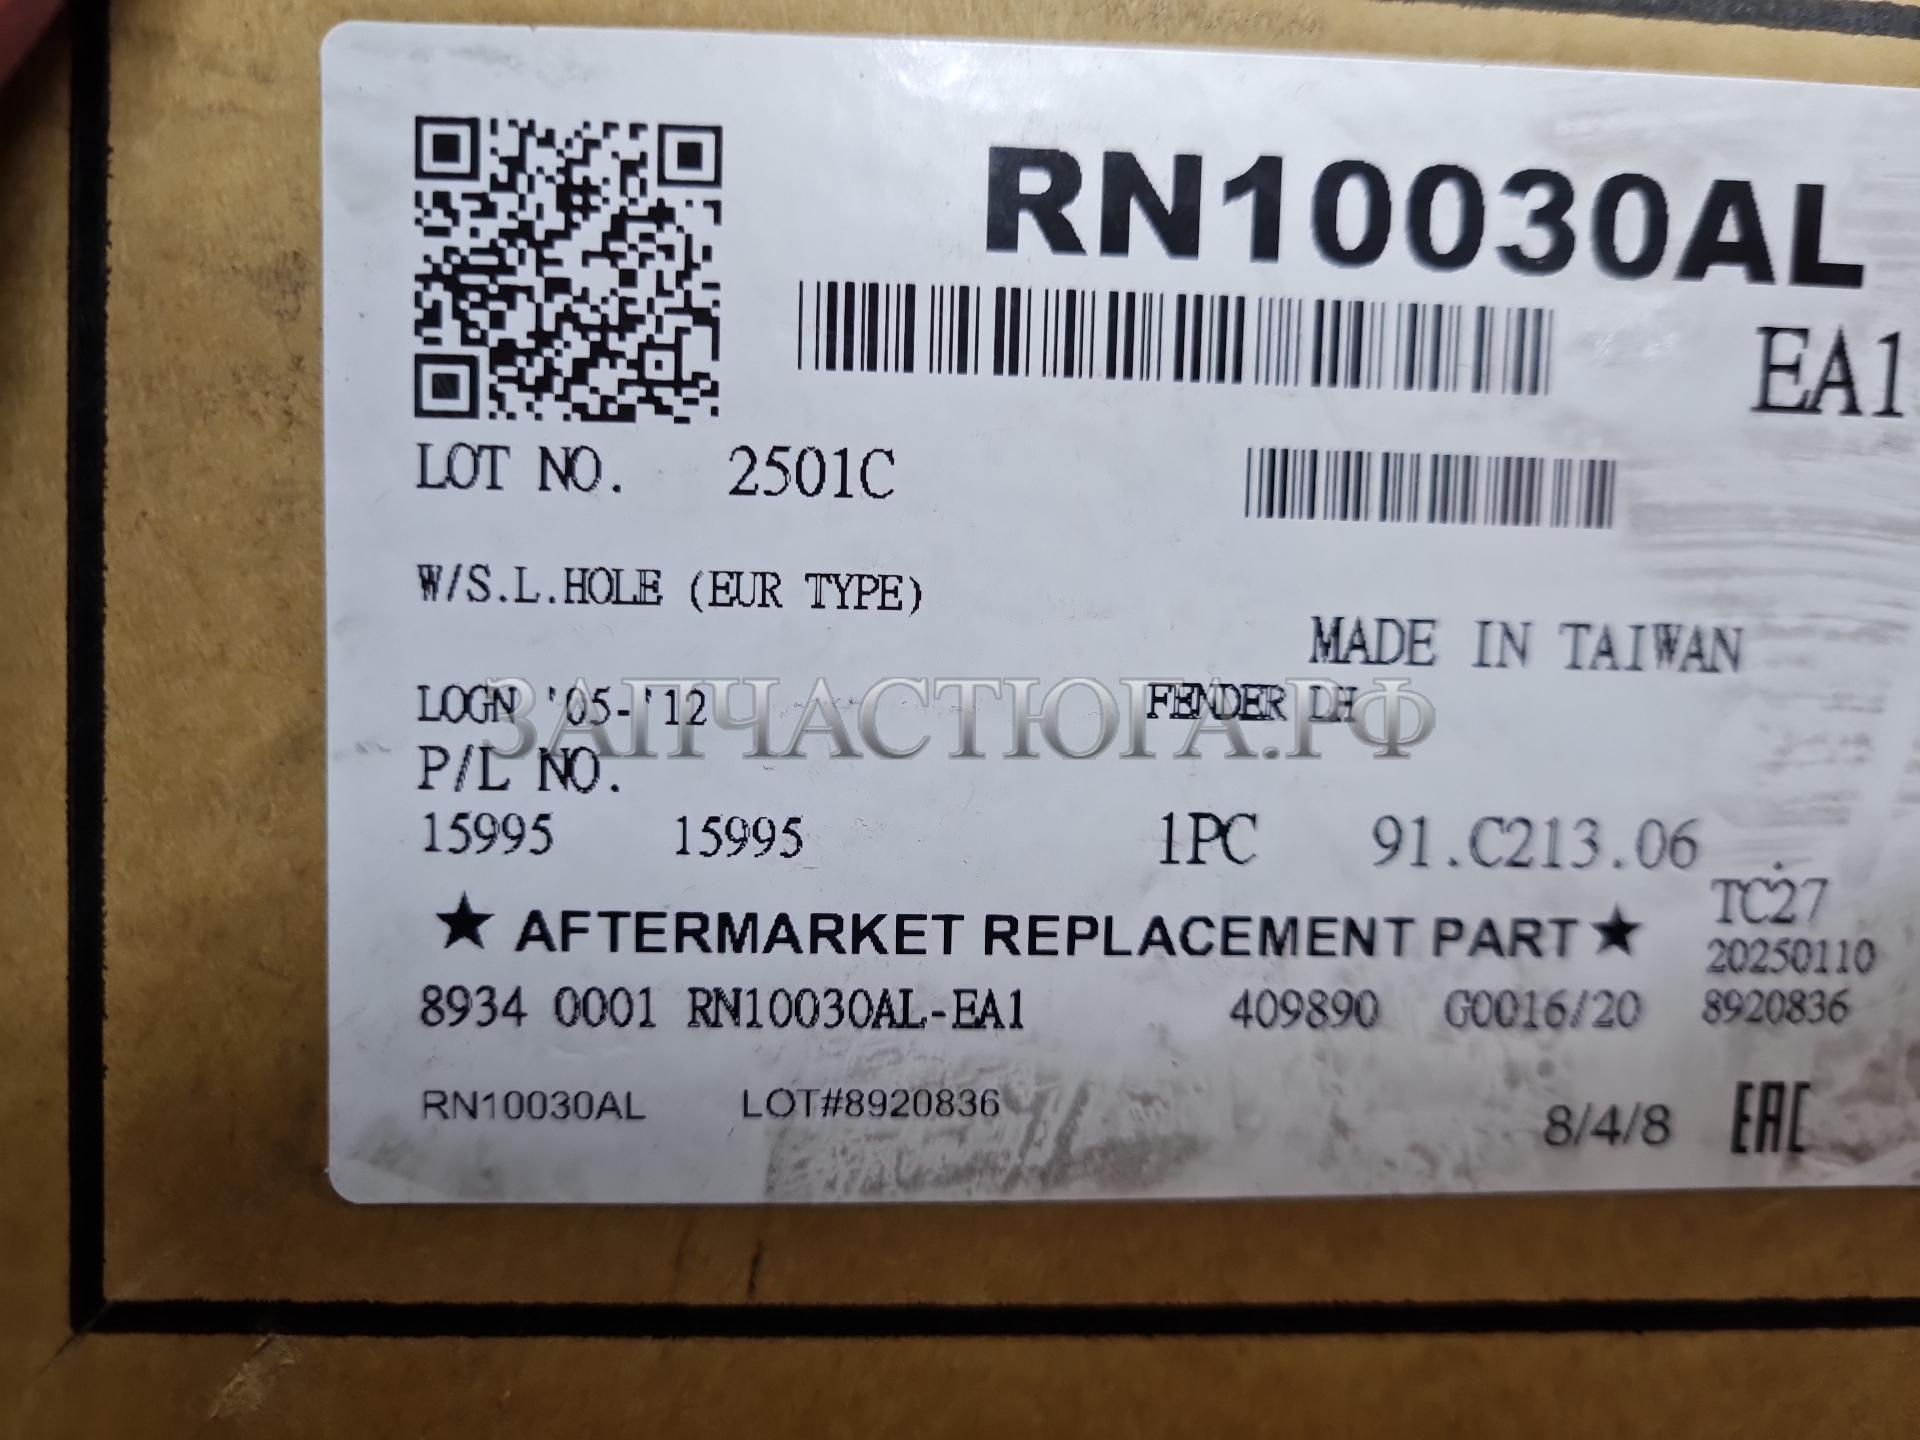 RN10030AL
EA1
LOT NO. 2501C
W/S.L.HOLE (EUR TYPE)
MADE IN TAIWAN
LOGN '05-'12 FENDER LH
ЗАПЧАСТЮГА.РФ
P/L NO.
15995 15995 1PC 91.C213.06
TC27
★ AFTERMARKET REPLACEMENT PART ★
20250110
8934 0001 RN10030AL-EA1 409890 G0016/20 8920836
RN10030AL LOT#8920836 8/4/8 EAC